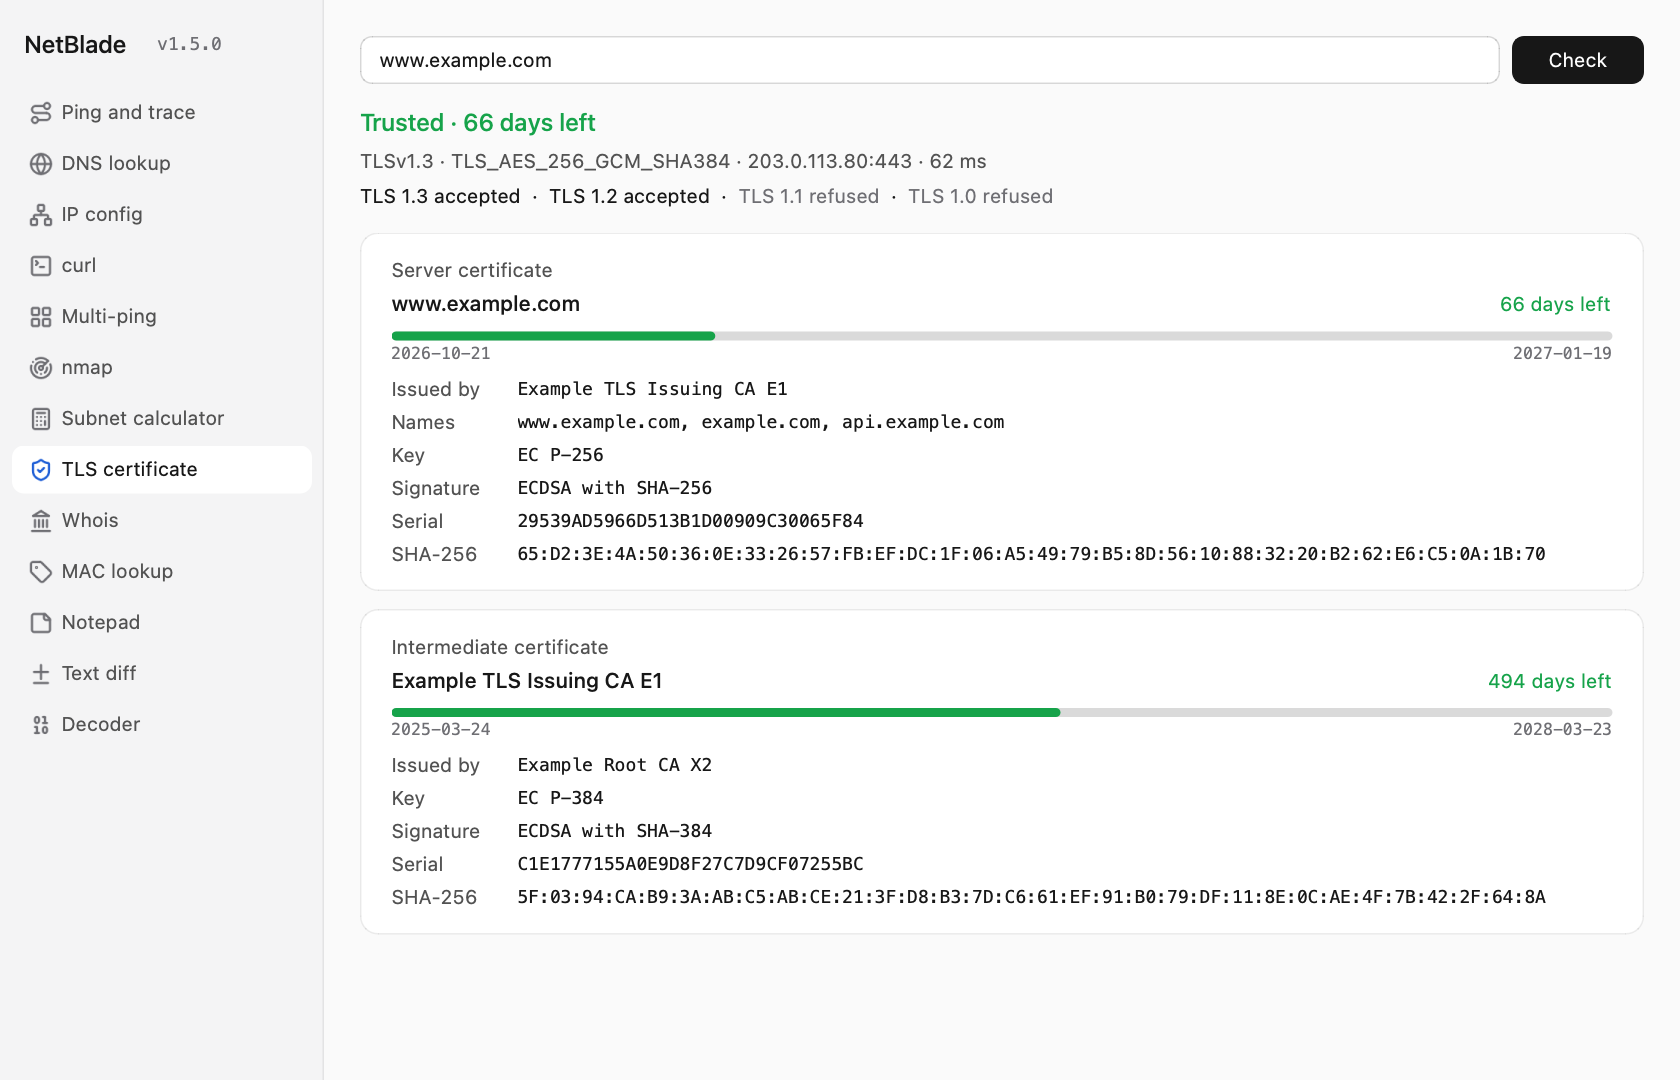 NetBlade v1.5.0
Ping and trace
DNS lookup
IP config
curl
Multi-ping
nmap
Subnet calculator
TLS certificate
Whois
MAC lookup
Notepad
Text diff
Decoder
www.example.com
Check
Trusted · 66 days left
TLSv1.3 · TLS_AES_256_GCM_SHA384 · 203.0.113.80:443 · 62 ms
TLS 1.3 accepted · TLS 1.2 accepted · TLS 1.1 refused · TLS 1.0 refused
Server certificate
www.example.com 66 days left
2026-10-21 2027-01-19
Issued by Example TLS Issuing CA E1
Names www.example.com, example.com, api.example.com
Key EC P-256
Signature ECDSA with SHA-256
Serial 29539AD5966D513B1D00909C30065F84
SHA-256 65:D2:3E:4A:50:36:0E:33:26:57:FB:EF:DC:1F:06:A5:49:79:B5:8D:56:10:88:32:20:B2:62:E6:C5:0A:1B:70
Intermediate certificate
Example TLS Issuing CA E1 494 days left
2025-03-24 2028-03-23
Issued by Example Root CA X2
Key EC P-384
Signature ECDSA with SHA-384
Serial C1E1777155A0E9D8F27C7D9CF07255BC
SHA-256 5F:03:94:CA:B9:3A:AB:C5:AB:CE:21:3F:D8:B3:7D:C6:61:EF:91:B0:79:DF:11:8E:0C:AE:4F:7B:42:2F:64:8A